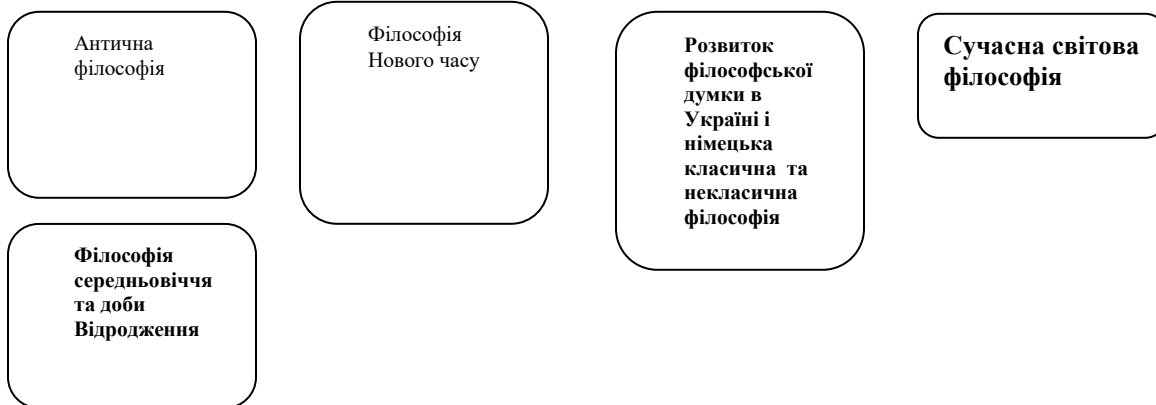 Антична
філософія
Філософія
Нового часу
Розвиток
філософської
думки в
Україні і
німецька
класична та
некласична
філософія
Сучасна світова
філософія
Філософія
середньовіччя
та доби
Відродження